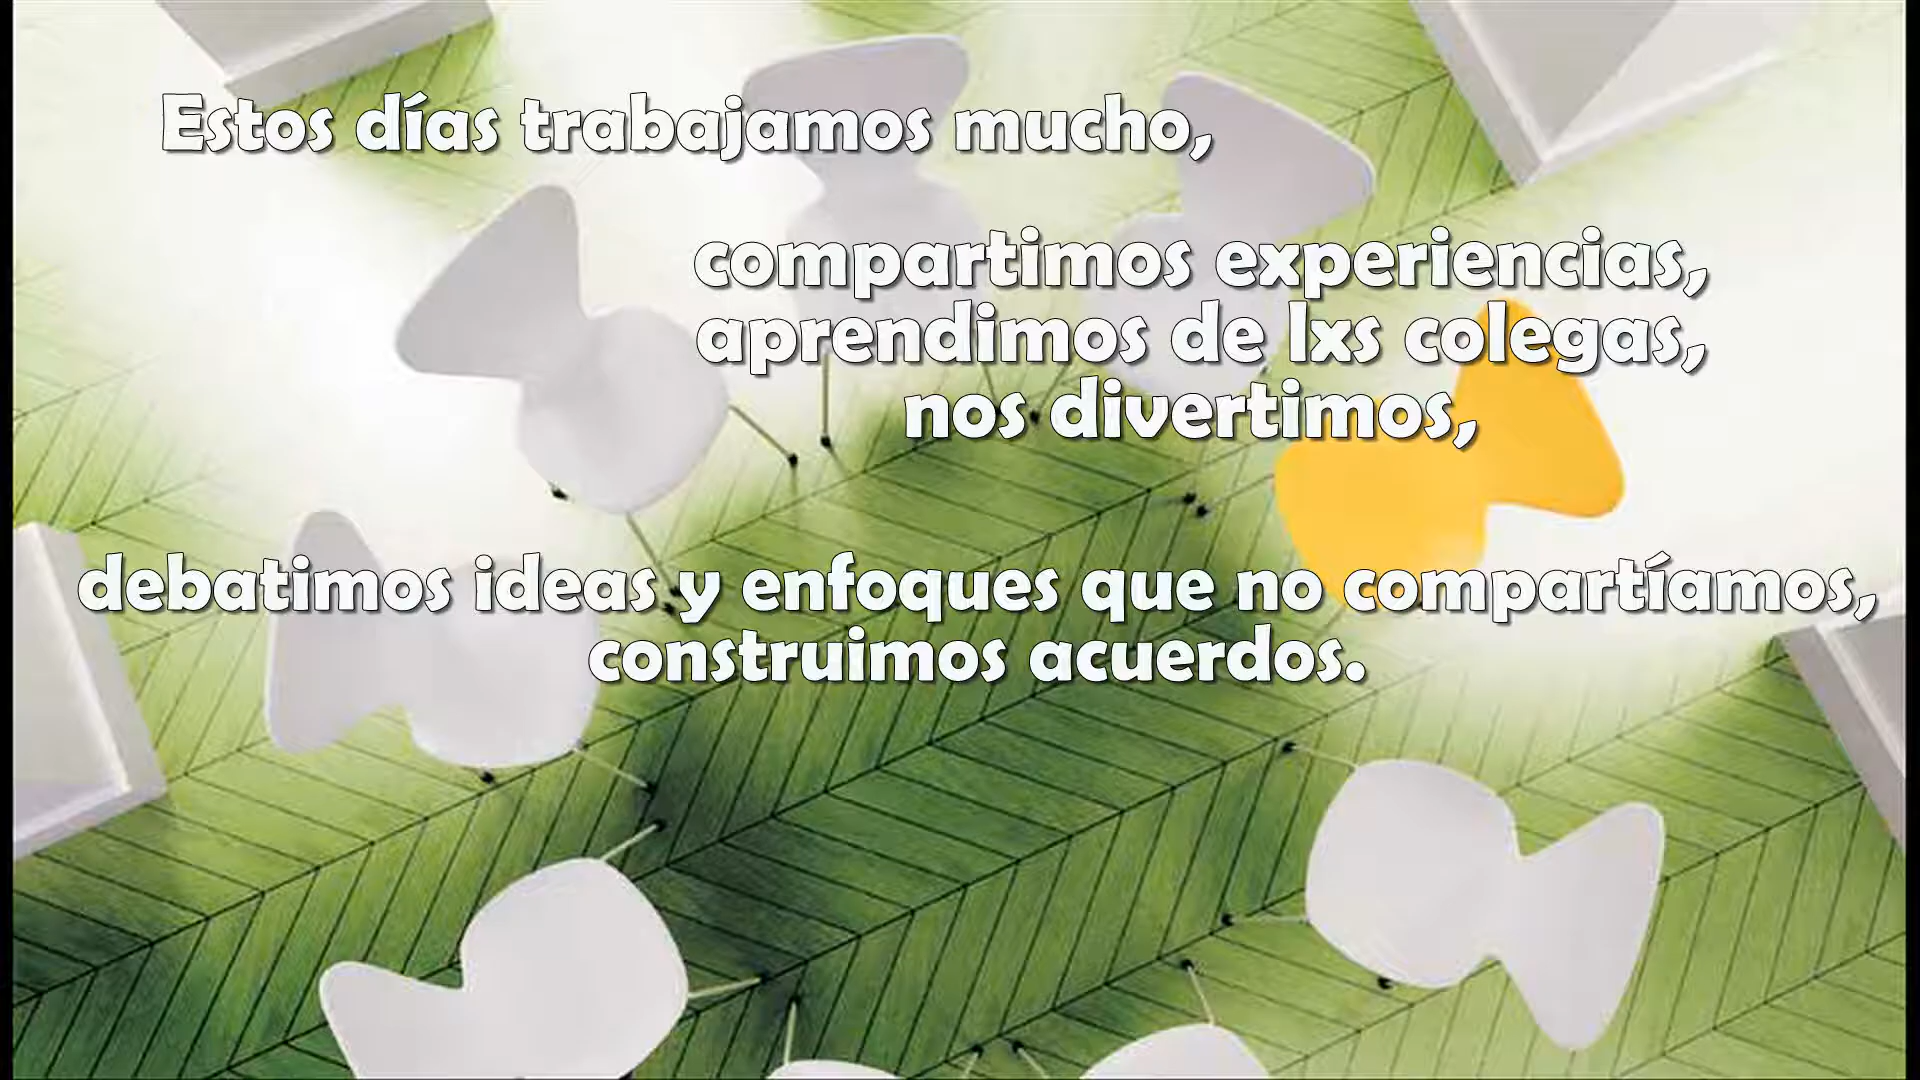 Estos días trabajamos mucho,
compartimos experiencias,
aprendimos de lxs colegas,
nos divertimos,
debatimos ideas y enfoques que no compartíamos,
construimos acuerdos.